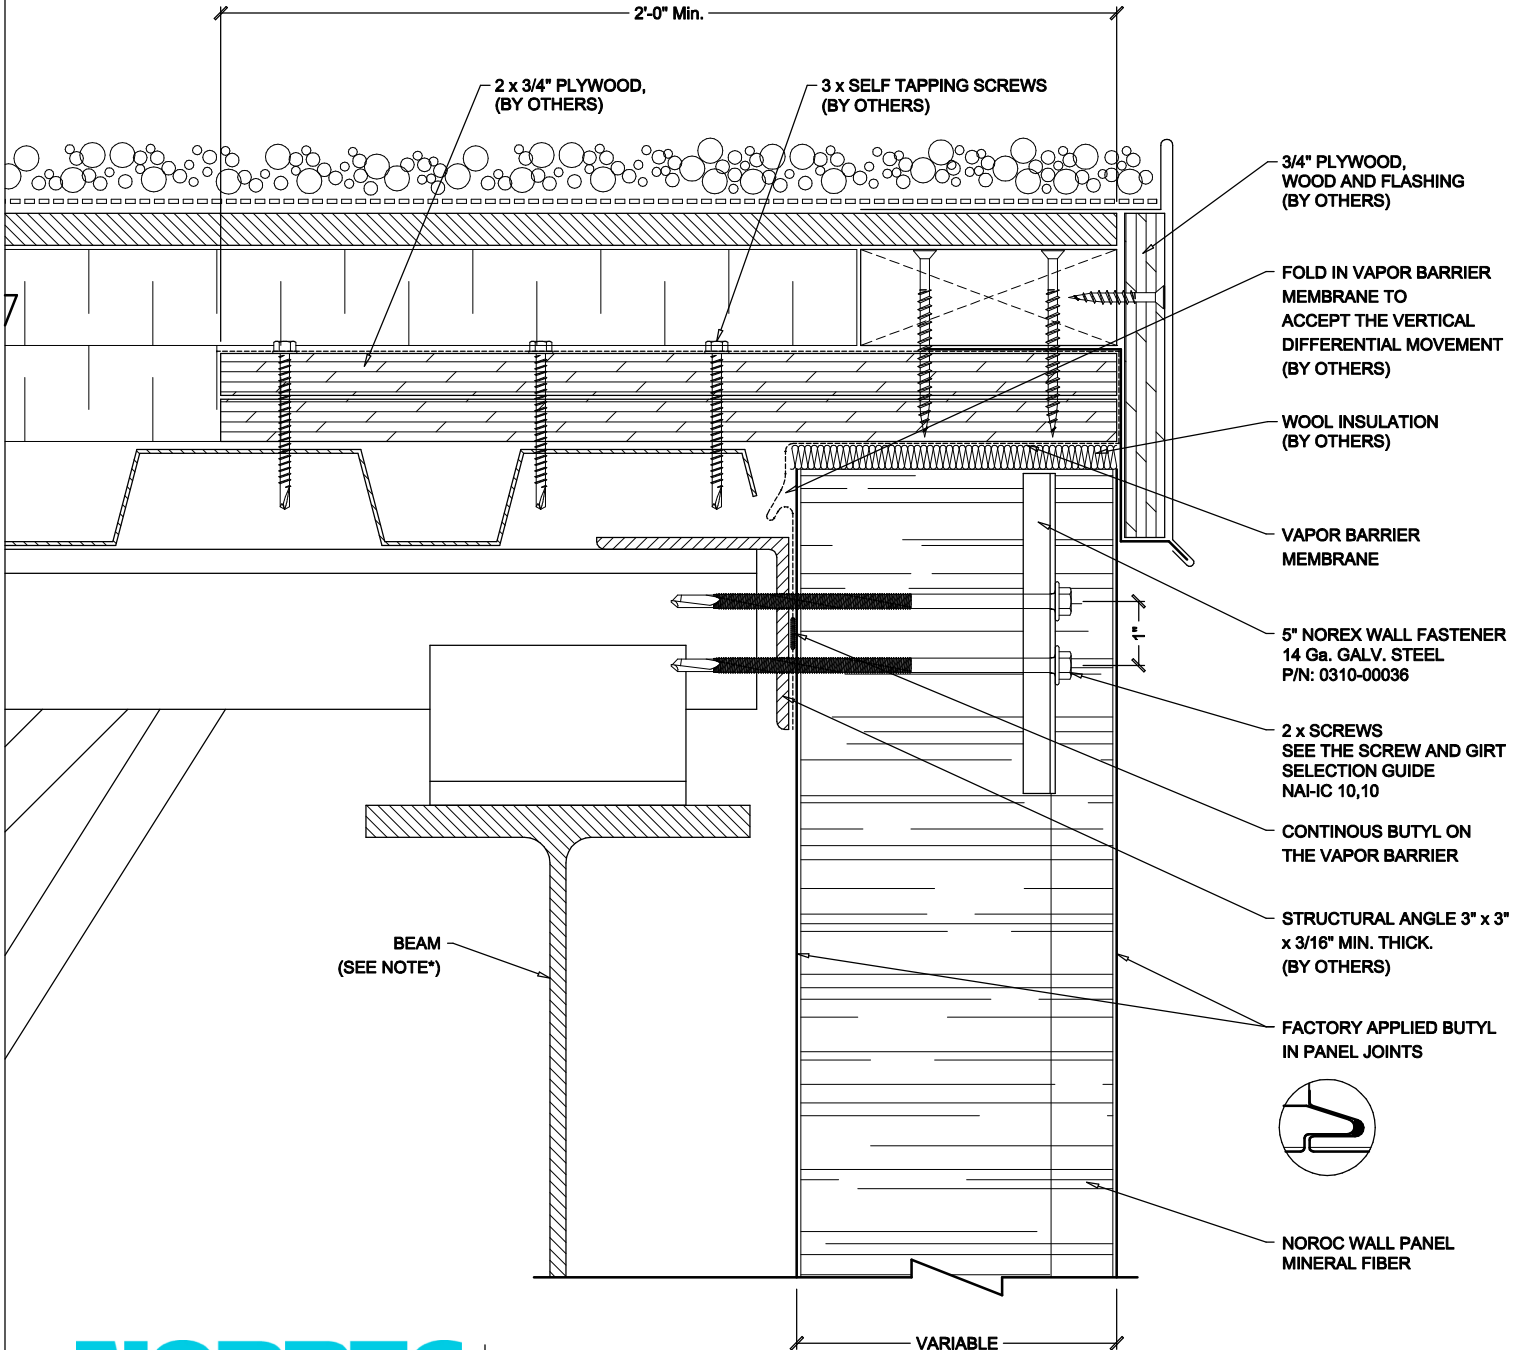 2'-0" Min.
2 x 3/4" PLYWOOD,
(BY OTHERS)
3 x SELF TAPPING SCREWS
(BY OTHERS)
3/4" PLYWOOD,
WOOD AND FLASHING
(BY OTHERS)
FOLD IN VAPOR BARRIER
MEMBRANE TO
ACCEPT THE VERTICAL
DIFFERENTIAL MOVEMENT
(BY OTHERS)
7
WOOL INSULATION
(BY OTHERS)
VAPOR BARRIER
MEMBRANE
1"
5" NOREX WALL FASTENER
14 Ga. GALV. STEEL
P/N: 0310-00036
2 x SCREWS
SEE THE SCREW AND GIRT
SELECTION GUIDE
NAI-IC 10,10
CONTINOUS BUTYL ON
THE VAPOR BARRIER
STRUCTURAL ANGLE 3" x 3"
x 3/16" MIN. THICK.
(BY OTHERS)
BEAM
(SEE NOTE*)
FACTORY APPLIED BUTYL
IN PANEL JOINTS
NOROC WALL PANEL
MINERAL FIBER
VARIABLE